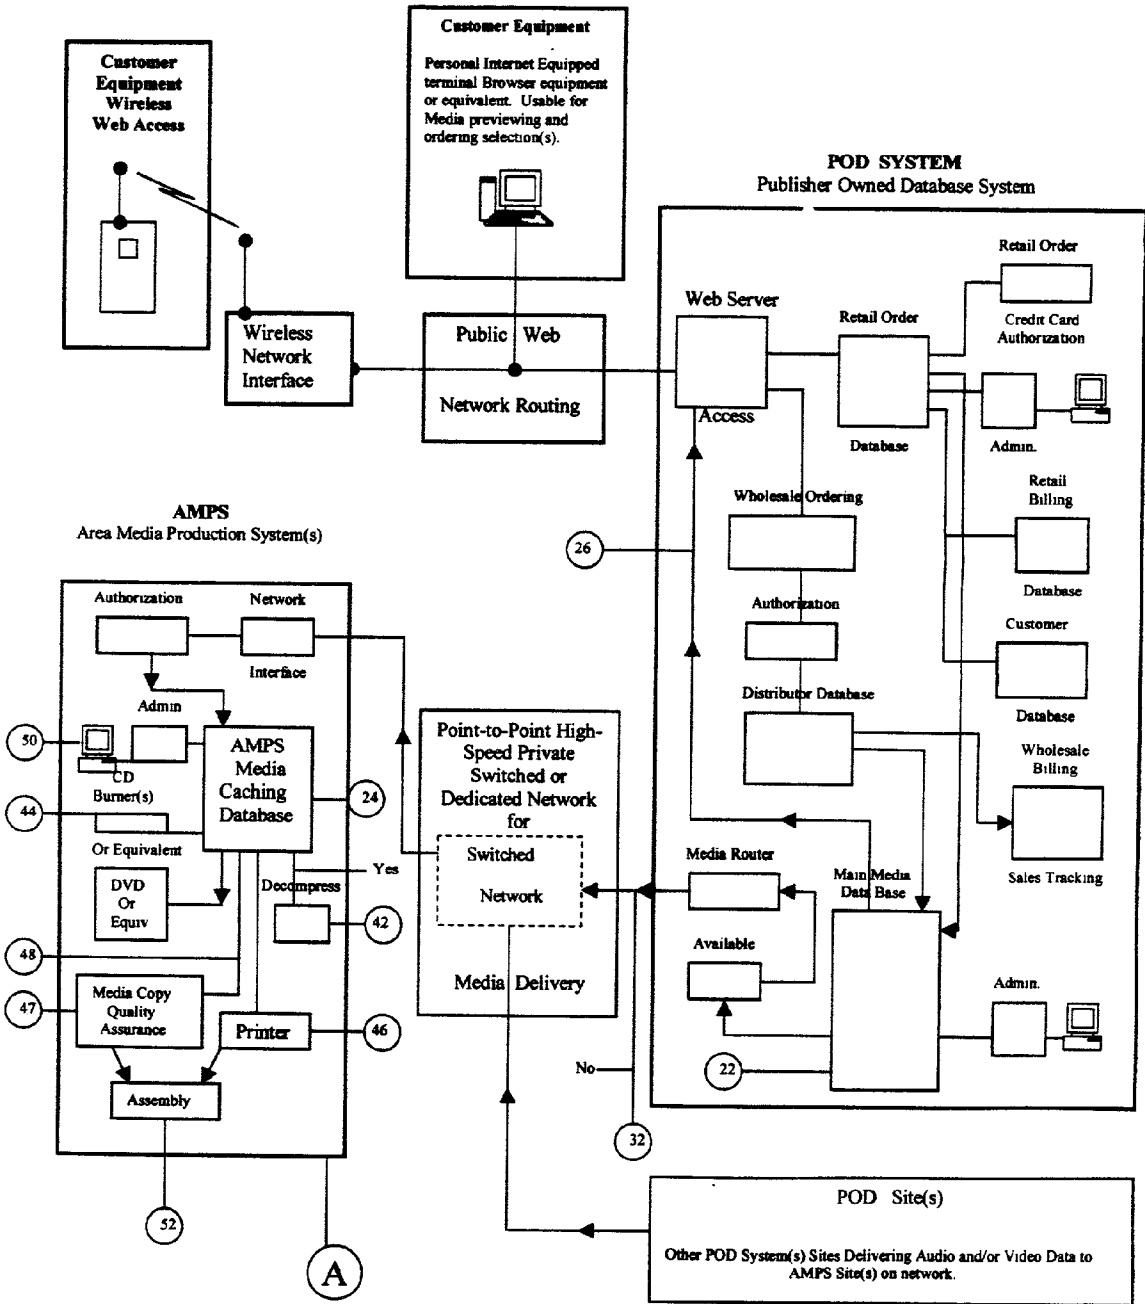 Customer
Equipment
Wireless
Web Access
Customer Equipment
Personal Internet Equipped
terminal Browser equipment
or equivalent. Usable for
Media previewing and
ordering selection(s).
POD SYSTEM
Publisher Owned Database System
Wireless
Network
Interface
Public Web
Network Routing
Web Server
Access
Retail Order
Database
Retail Order
Credit Card
Authorization
Admin.
Retail
Billing
Database
Customer
Database
Wholesale Ordering
26
Authorization
Distributor Database
Wholesale
Billing
Sales Tracking
Media Router
Main Media
Data Base
Available
Admin.
22
AMPS
Area Media Production System(s)
Authorization
Network
Interface
Admin
50
CD
Burner(s)
AMPS
Media
Caching
Database
24
44
Or Equivalent
DVD
Or
Equiv
Decompress
Yes
42
48
47
Media Copy
Quality
Assurance
Printer
46
Assembly
52
A
Point-to-Point High-
Speed Private
Switched or
Dedicated Network
for
Switched
Network
Media Delivery
No
32
POD Site(s)
Other POD System(s) Sites Delivering Audio and/or Video Data to
AMPS Site(s) on network.